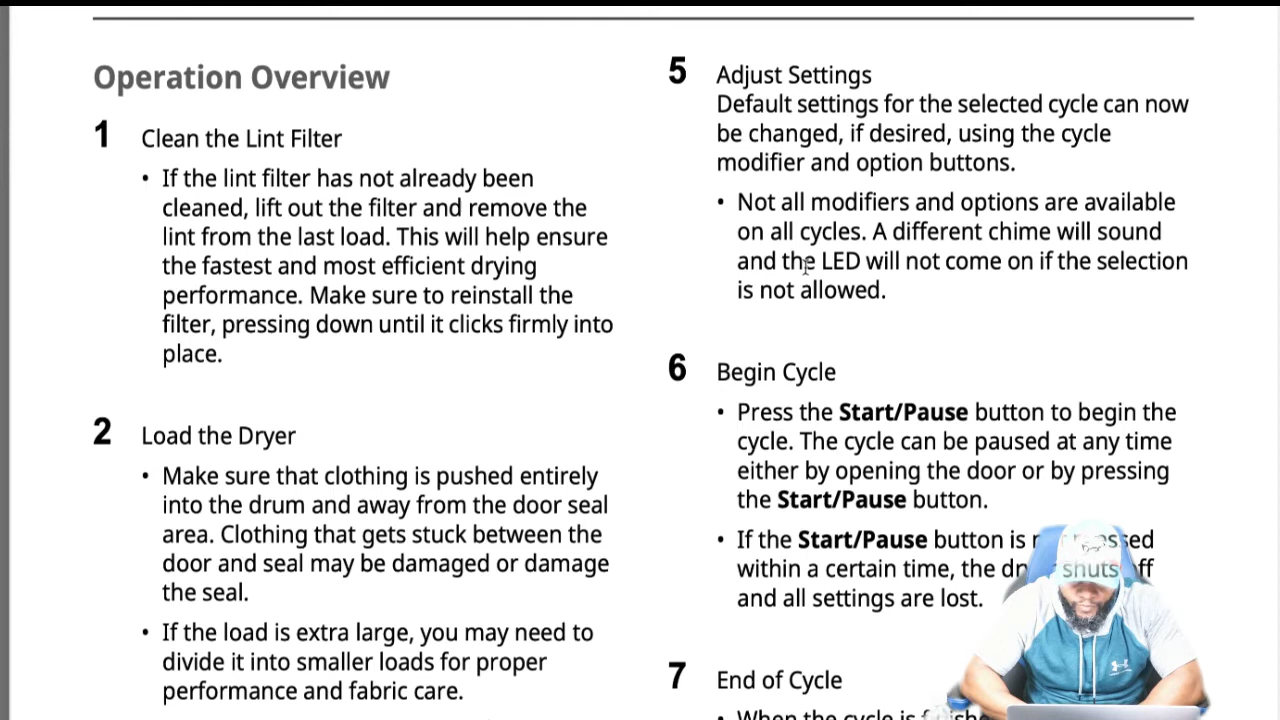 Operation Overview
1 Clean the Lint Filter
• If the lint filter has not already been
cleaned, lift out the filter and remove the
lint from the last load. This will help ensure
the fastest and most efficient drying
performance. Make sure to reinstall the
filter, pressing down until it clicks firmly into
place.
2 Load the Dryer
• Make sure that clothing is pushed entirely
into the drum and away from the door seal
area. Clothing that gets stuck between the
door and seal may be damaged or damage
the seal.
• If the load is extra large, you may need to
divide it into smaller loads for proper
performance and fabric care.
5 Adjust Settings
Default settings for the selected cycle can now
be changed, if desired, using the cycle
modifier and option buttons.
• Not all modifiers and options are available
on all cycles. A different chime will sound
and the LED will not come on if the selection
is not allowed.
6 Begin Cycle
• Press the Start/Pause button to begin the
cycle. The cycle can be paused at any time
either by opening the door or by pressing
the Start/Pause button.
• If the Start/Pause button is
within a certain time, the shuts off
and all settings are lost.
7 End of Cycle
• When the cycle is